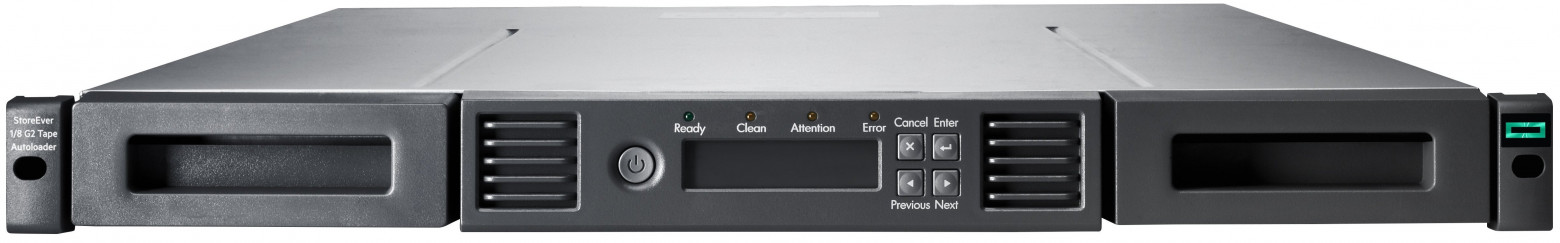 StoreEver
1/8 G2 Tape
Autoloader
Ready Clean Attention Error
Cancel Enter
Previous Next